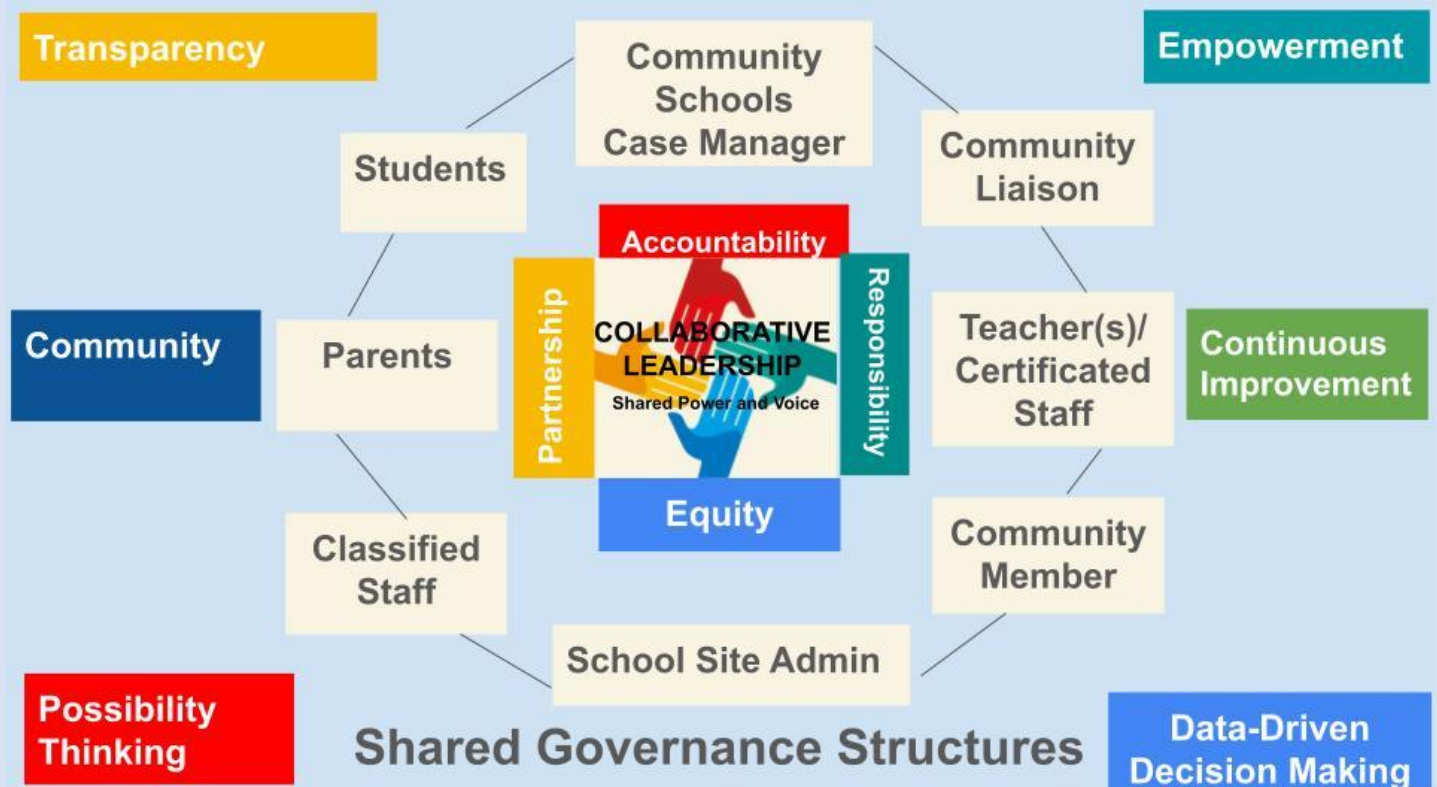 Transparency
Community
Schools
Case Manager
Empowerment
Students
Community
Liaison
Accountability
Partnership
COLLABORATIVE
LEADERSHIP
Shared Power and Voice
Responsibility
Equity
Community
Parents
Teacher(s)/
Certificated
Staff
Continuous
Improvement
Classified
Staff
Community
Member
School Site Admin
Possibility
Thinking
Shared Governance Structures
Data-Driven
Decision Making